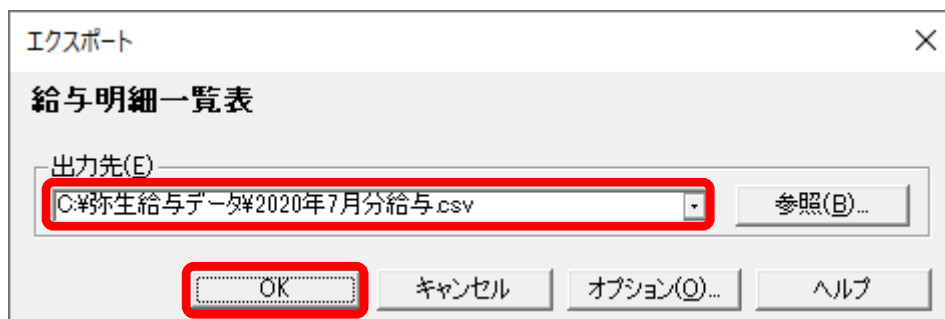 エクスポート
給与明細一覧表
出力先(E)
C:¥弥生給与データ¥2020年7月分給与.csv
参照(B)...
OK キャンセル オプション(O)... ヘルプ